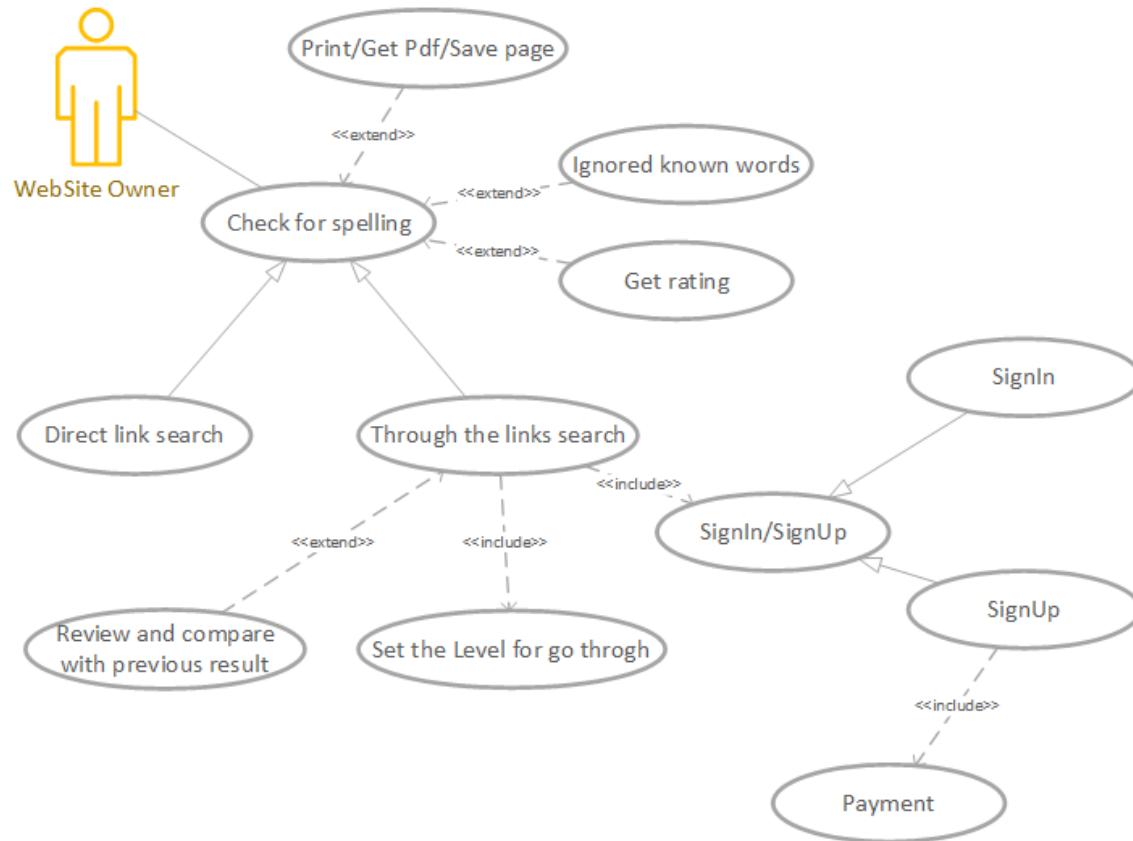 Print/Get Pdf/Save page
<<extend>>
WebSite Owner
Ignored known words
<<extend>>
Check for spelling
<<extend>>
Get rating
SignIn
Direct link search
Through the links search
<<include>>
SignIn/SignUp
<<extend>>
<<include>>
SignUp
Review and compare
with previous result
Set the Level for go throgh
<<include>>
Payment